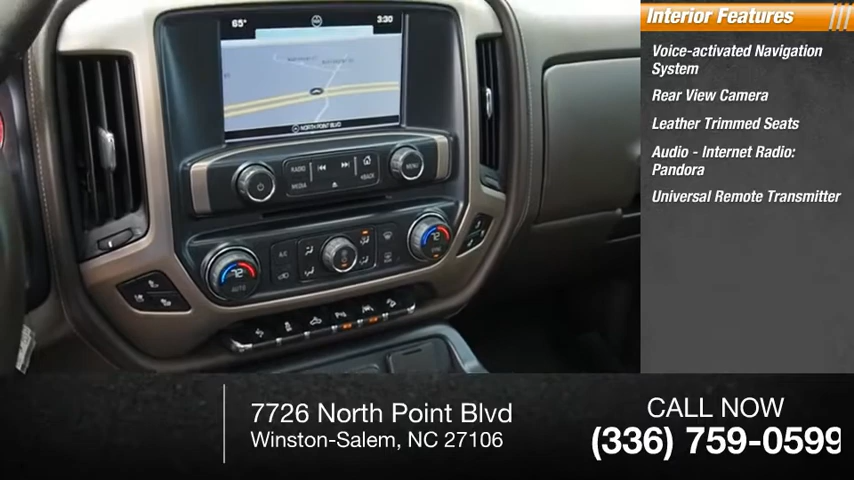 65°
3:30
NORTH POINT BLVD
RADIO
MEDIA
BACK
MENU
A/C
72
AUTO
72
Interior Features
Voice-activated Navigation
System
Rear View Camera
Leather Trimmed Seats
Audio - Internet Radio:
Pandora
Universal Remote Transmitter
7726 North Point Blvd
Winston-Salem, NC 27106
CALL NOW
(336) 759-0599